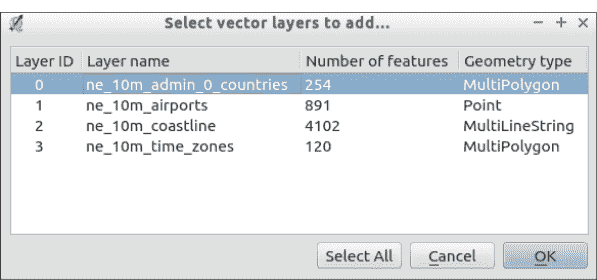 Select vector layers to add...
Layer ID Layer name Number of features Geometry type
0 ne_10m_admin_0_countries 254 MultiPolygon
1 ne_10m_airports 891 Point
2 ne_10m_coastline 4102 MultiLineString
3 ne_10m_time_zones 120 MultiPolygon
Select All Cancel OK